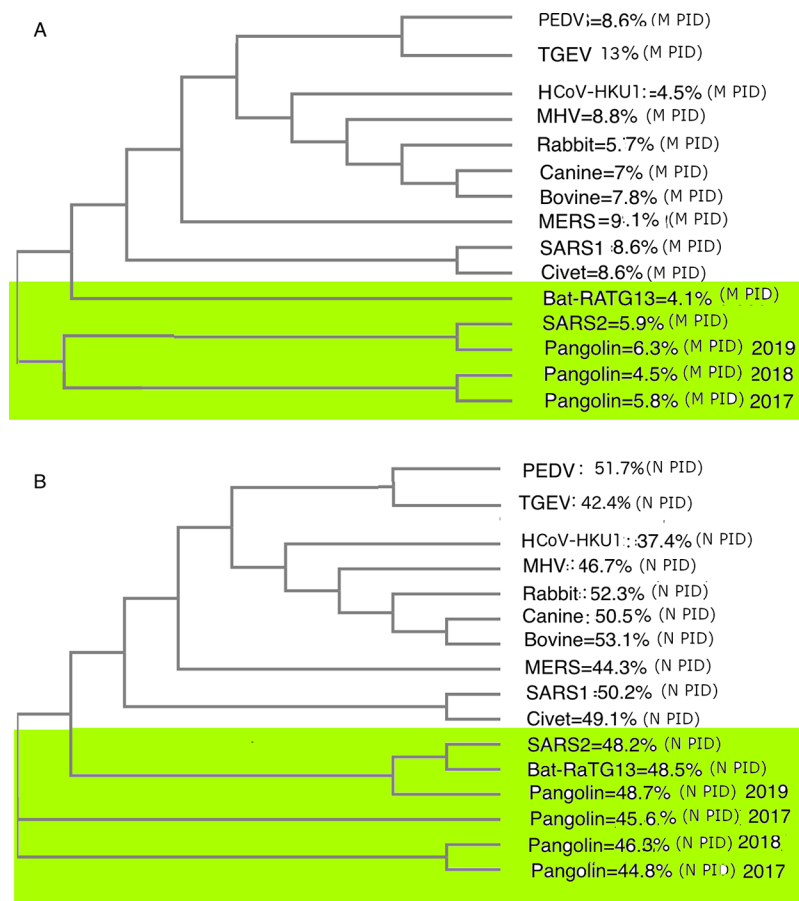 A
PEDV;=8.6% (M PID)
TGEV 13% (M PID)
HCoV-HKU1:=4.5% (M PID)
MHV=8.8% (M PID)
Rabbit=5.7% (M PID)
Canine=7% (M PID)
Bovine=7.8% (M PID)
MERS=9.1% (M PID)
SARS1 8.6% (M PID)
Civet=8.6% (M PID)
Bat-RATG13=4.1% (M PID)
SARS2=5.9% (M PID)
Pangolin=6.3% (M PID) 2019
Pangolin=4.5% (M PID) 2018
Pangolin=5.8% (M PID) 2017
B
PEDV: 51.7%(N PID)
TGEV: 42.4% (N PID)
HCoV-HKU1::37.4% (N PID)
MHV:: 46.7% (N PID)
Rabbit: 52.3% (N PID)
Canine: 50.5% (N PID)
Bovine=53.1% (N PID)
MERS=44.3% (N PID)
SARS1=50.2% (N PID)
Civet=49.1% (N PID)
SARS2=48.2% (N PID)
Bat-RaTG13=48.5% (N PID)
Pangolin=48.7% (N PID) 2019
Pangolin=45.6% (N PID) 2017
Pangolin=46.3% (N PID) 2018
Pangolin=44.8% (N PID) 2017